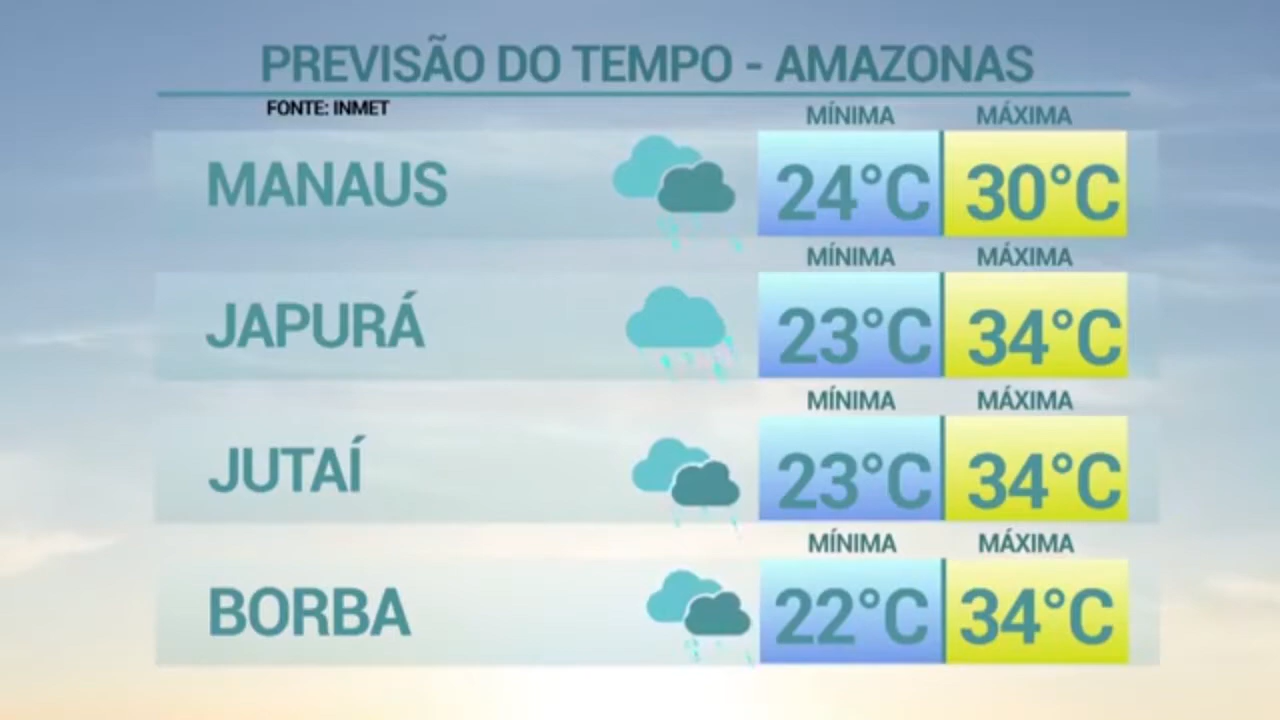 PREVISÃO DO TEMPO - AMAZONAS
FONTE: INMET
MÍNIMA MÁXIMA
MANAUS 24°C 30°C
MÍNIMA MÁXIMA
JAPURÁ 23°C 34°C
MÍNIMA MÁXIMA
JUTAÍ 23°C 34°C
MÍNIMA MÁXIMA
BORBA 22°C 34°C